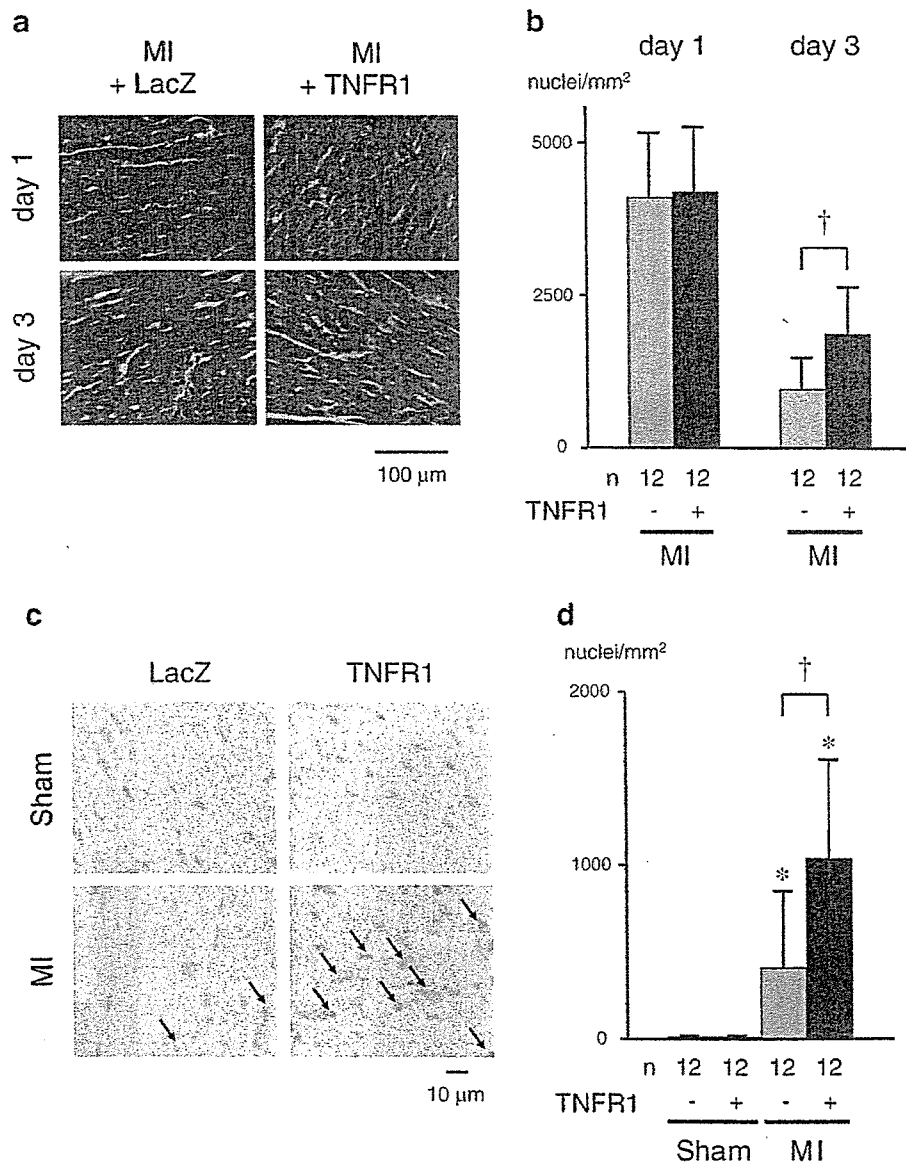 a
MI
+ LacZ
MI
+ TNFR1
day 1
day 3
100 μm
b
day 1
day 3
nuclei/mm²
5000
2500
0
†
n 12 12 12 12
TNFR1 - + - +
MI MI
c
LacZ TNFR1
Sham
MI
10 μm
d
nuclei/mm²
2000
1000
0
†
*
*
n 12 12 12 12
TNFR1 - + - +
Sham MI